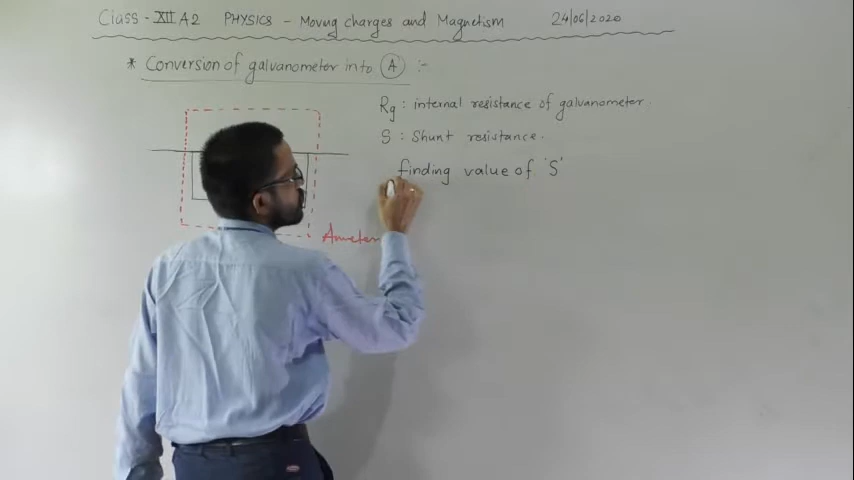 Class - XII A2 PHYSICS - Moving charges and Magnetism 24/06/2020
* Conversion of galvanometer into A :-
Rg : internal resistance of galvanometer.
S : Shunt resistance.
finding value of 'S'
Ammeter